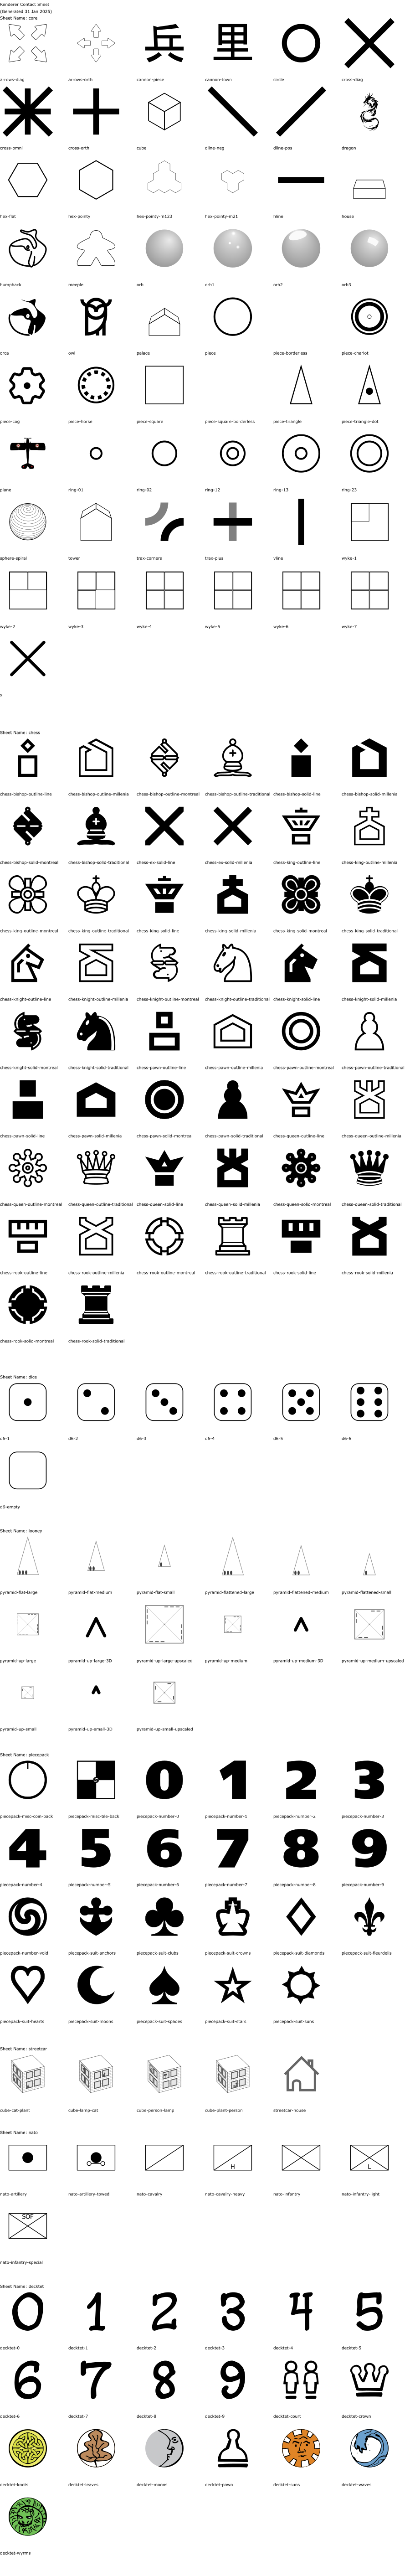 Renderer Contact Sheet
(Generated 31 Jan 2025)
Sheet Name: core
兵 里
arrows-diag arrows-orth cannon-piece cannon-town circle cross-diag
cross-omni cross-orth cube dline-neg dline-pos dragon
hex-flat hex-pointy hex-pointy-m123 hex-pointy-m21 hline house
humpback meeple orb orb1 orb2 orb3
orca owl palace piece piece-borderless piece-chariot
piece-cog piece-horse piece-square piece-square-borderless piece-triangle piece-triangle-dot
plane ring-01 ring-02 ring-12 ring-13 ring-23
sphere-spiral tower trax-corners trax-plus vline wyke-1
wyke-2 wyke-3 wyke-4 wyke-5 wyke-6 wyke-7
x
Sheet Name: chess
chess-bishop-outline-line chess-bishop-outline-millenia chess-bishop-outline-montreal chess-bishop-outline-traditional chess-bishop-solid-line chess-bishop-solid-millenia
chess-bishop-solid-montreal chess-bishop-solid-traditional chess-ex-solid-line chess-ex-solid-millenia chess-king-outline-line chess-king-outline-millenia
chess-king-outline-montreal chess-king-outline-traditional chess-king-solid-line chess-king-solid-millenia chess-king-solid-montreal chess-king-solid-traditional
chess-knight-outline-line chess-knight-outline-millenia chess-knight-outline-montreal chess-knight-outline-traditional chess-knight-solid-line chess-knight-solid-millenia
chess-knight-solid-montreal chess-knight-solid-traditional chess-pawn-outline-line chess-pawn-outline-millenia chess-pawn-outline-montreal chess-pawn-outline-traditional
chess-pawn-solid-line chess-pawn-solid-millenia chess-pawn-solid-montreal chess-pawn-solid-traditional chess-queen-outline-line chess-queen-outline-millenia
chess-queen-outline-montreal chess-queen-outline-traditional chess-queen-solid-line chess-queen-solid-millenia chess-queen-solid-montreal chess-queen-solid-traditional
chess-rook-outline-line chess-rook-outline-millenia chess-rook-outline-montreal chess-rook-outline-traditional chess-rook-solid-line chess-rook-solid-millenia
chess-rook-solid-montreal chess-rook-solid-traditional
Sheet Name: dice
d6-1 d6-2 d6-3 d6-4 d6-5 d6-6
d6-empty
Sheet Name: looney
pyramid-flat-large pyramid-flat-medium pyramid-flat-small pyramid-flattened-large pyramid-flattened-medium pyramid-flattened-small
pyramid-up-large pyramid-up-large-3D pyramid-up-large-upscaled pyramid-up-medium pyramid-up-medium-3D pyramid-up-medium-upscaled
pyramid-up-small pyramid-up-small-3D pyramid-up-small-upscaled
Sheet Name: piecepack
0 1 2 3
piecepack-misc-coin-back piecepack-misc-tile-back piecepack-number-0 piecepack-number-1 piecepack-number-2 piecepack-number-3
4 5 6 7 8 9
piecepack-number-4 piecepack-number-5 piecepack-number-6 piecepack-number-7 piecepack-number-8 piecepack-number-9
piecepack-number-void piecepack-suit-anchors piecepack-suit-clubs piecepack-suit-crowns piecepack-suit-diamonds piecepack-suit-fleurdelis
piecepack-suit-hearts piecepack-suit-moons piecepack-suit-spades piecepack-suit-stars piecepack-suit-suns
Sheet Name: streetcar
cube-cat-plant cube-lamp-cat cube-person-lamp cube-plant-person streetcar-house
Sheet Name: nato
H L
nato-artillery nato-artillery-towed nato-cavalry nato-cavalry-heavy nato-infantry nato-infantry-light
SOF
nato-infantry-special
Sheet Name: decktet
0 1 2 3 4 5
decktet-0 decktet-1 decktet-2 decktet-3 decktet-4 decktet-5
6 7 8 9
decktet-6 decktet-7 decktet-8 decktet-9 decktet-court decktet-crown
decktet-knots decktet-leaves decktet-moons decktet-pawn decktet-suns decktet-waves
decktet-wyrms